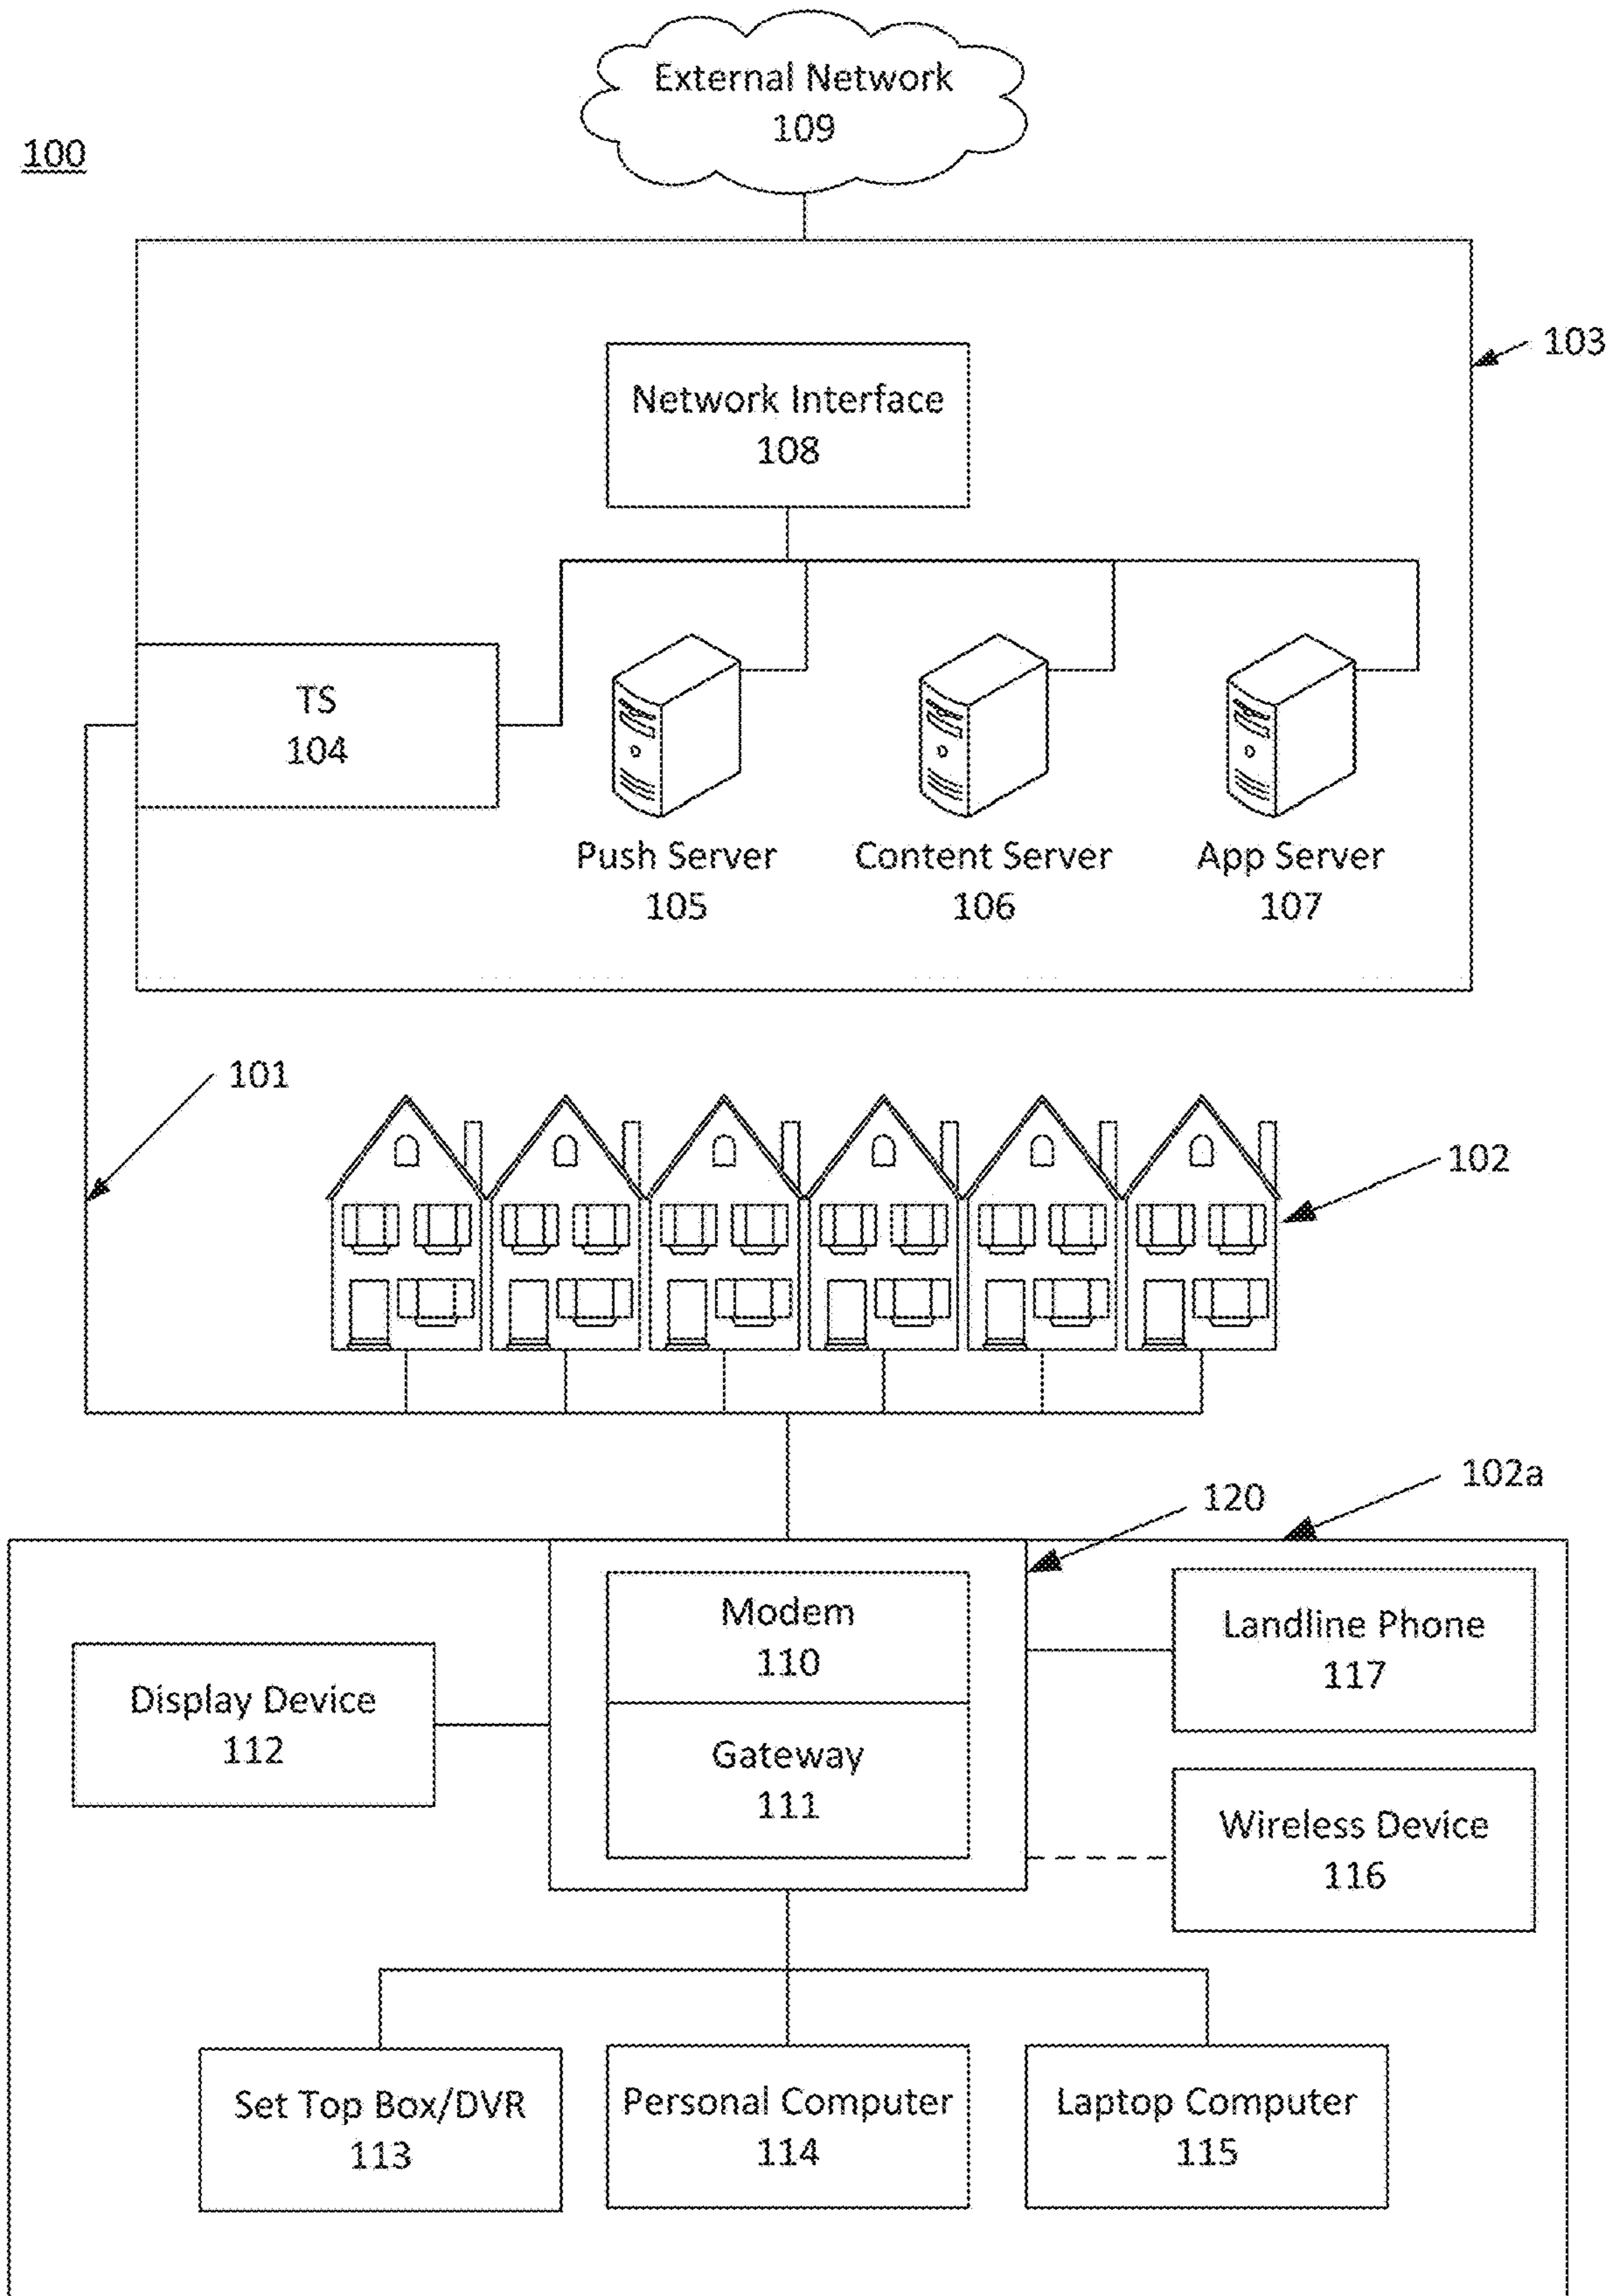 External Network
109
100
103
Network Interface
108
TS
104
Push Server
105
Content Server
106
App Server
107
101
102
102a
120
Modem
110
Landline Phone
117
Display Device
112
Gateway
111
Wireless Device
116
Set Top Box/DVR
113
Personal Computer
114
Laptop Computer
115